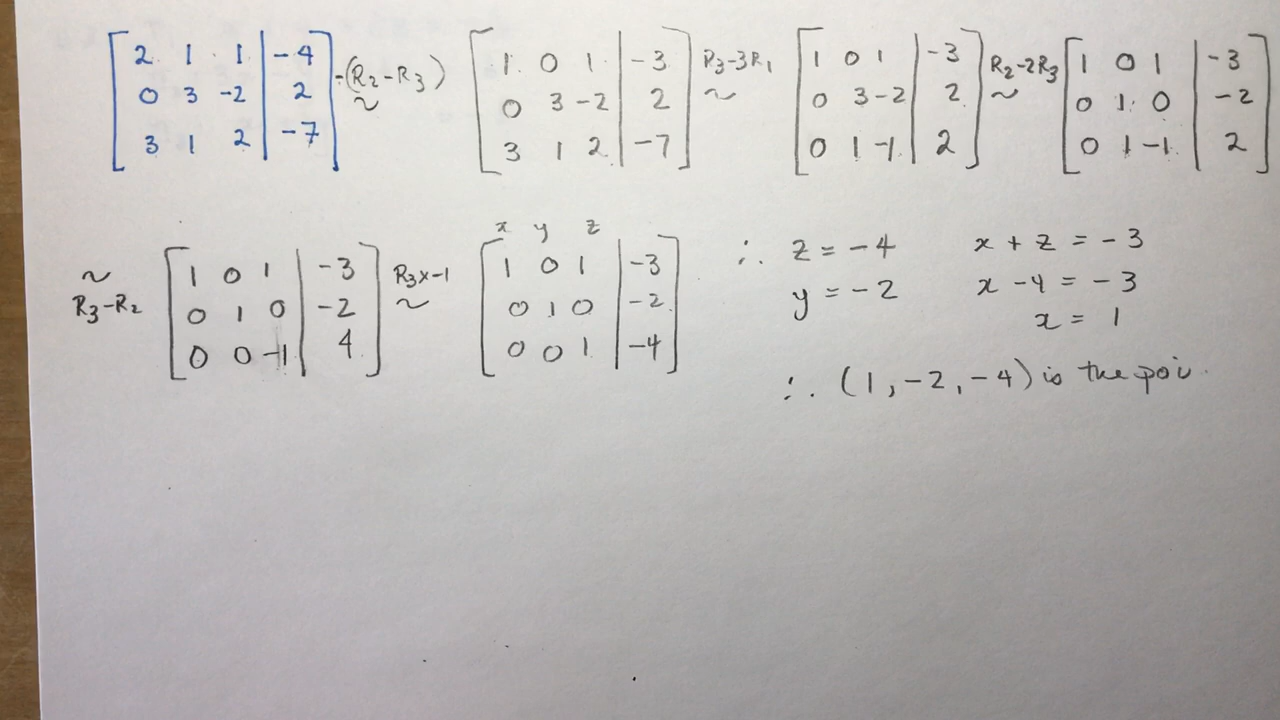 [2 1 1 | -4] -(R2-R3) [1 0 1 | -3] R3-3R1 [1 0 1 | -3] R2-2R3 [1 0 1 | -3]
[0 3 -2 | 2] ~ [0 3 -2 | 2] ~ [0 3 -2 | 2] ~ [0 1 0 | -2]
[3 1 2 | -7] [3 1 2 | -7] [0 1 -1 | 2] [0 1 -1 | 2]
x y z
~ [1 0 1 | -3] R3x-1 [1 0 1 | -3] ∴ z = -4 x + z = -3
R3-R2 [0 1 0 | -2] ~ [0 1 0 | -2] y = -2 x - 4 = -3
[0 0 -1 | 4] [0 0 1 | -4] x = 1
∴ (1, -2, -4) is the poi